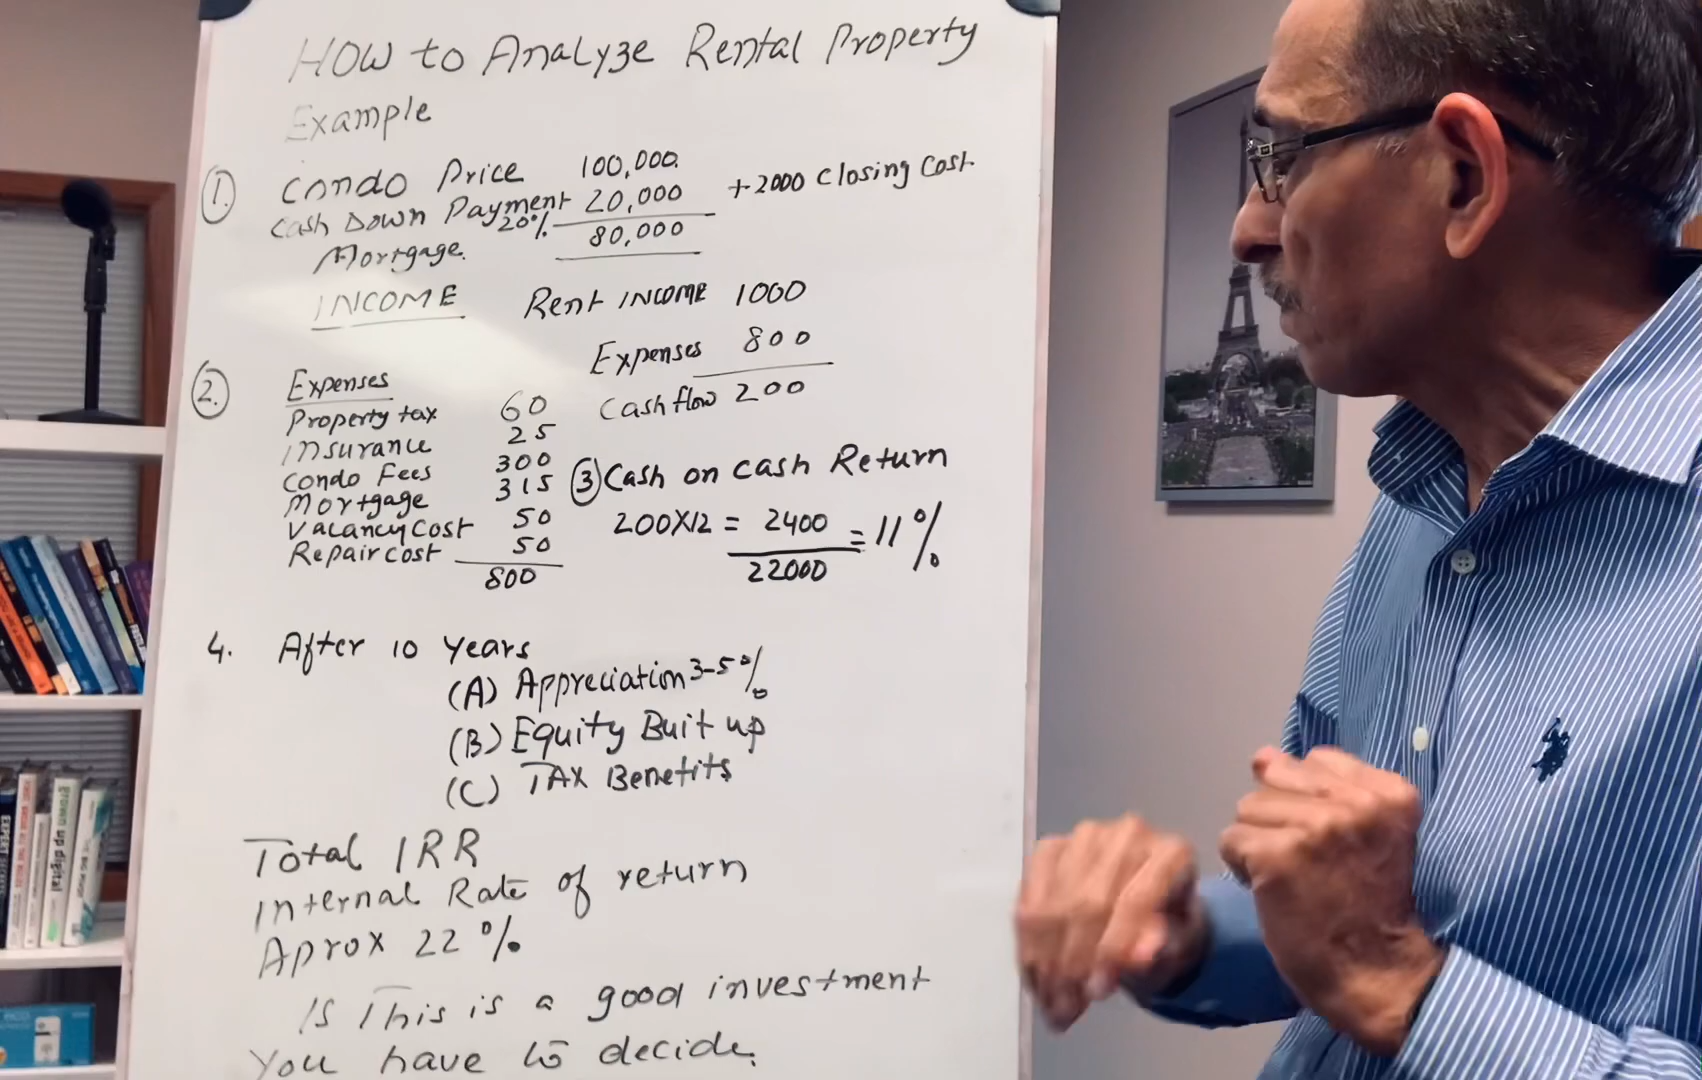 HOW to Analyze Rental Property
Example
1. Condo Price 100,000.
Cash Down Payment 20,000 + 2000 Closing Cost.
20% 80,000
Mortgage.
INCOME Rent INCOME 1000
Expenses 800
Cash flow 200
2. Expenses
Property tax 60
Insurance 25
Condo Fees 300
Mortgage 315
Vacancy Cost 50
Repair cost 50
800
3 Cash on cash Return
200X12 = 2400 = 11%
22000
4. After 10 Years
(A) Appreciation 3-5%
(B) Equity Buit up
(C) TAX Benefits
Total IRR
Internal Rate of return
Aprox 22%
Is This is a good investment
You have to decide.
grown up digital